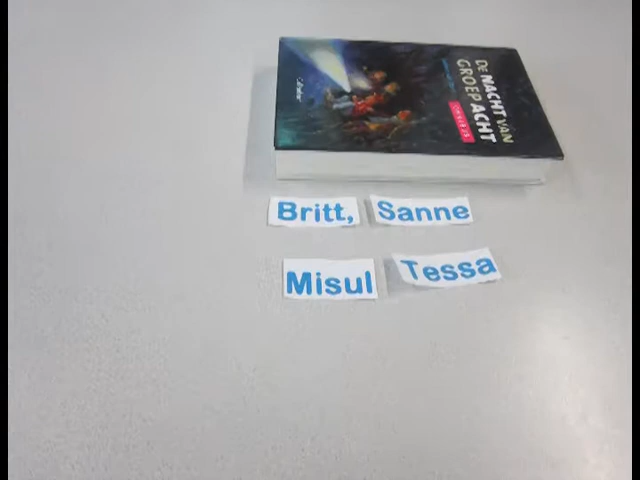 DE NACHT VAN
GROEP ACHT
Britt, Sanne
Misul Tessa